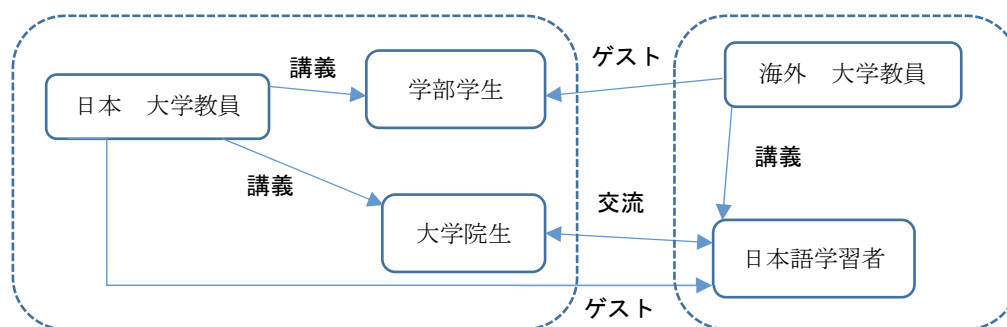 講義
学部学生
ゲスト
海外　大学教員
日本　大学教員
講義
講義
大学院生
交流
日本語学習者
ゲスト